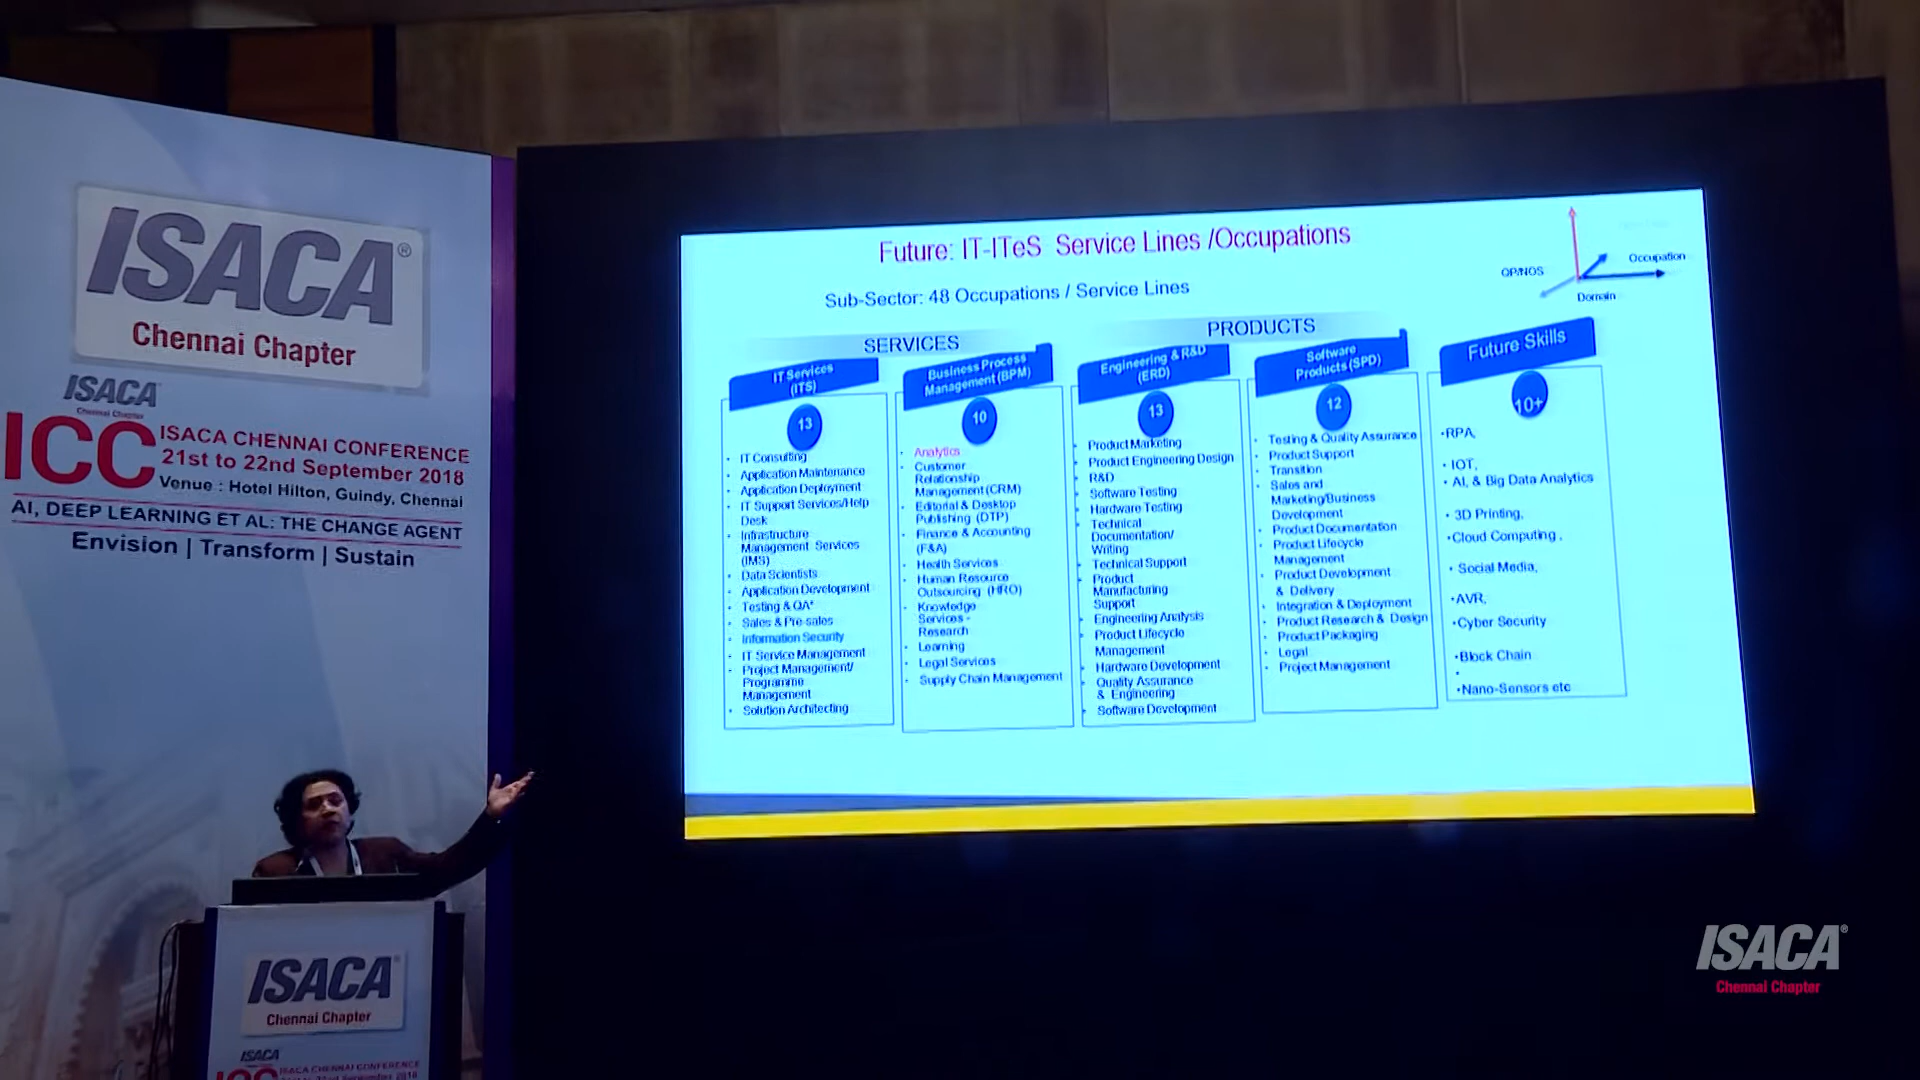 ISACA®
Chennai Chapter
ISACA
Chennai Chapter
ICC
ISACA CHENNAI CONFERENCE
21st to 22nd September 2018
Venue : Hotel Hilton, Guindy, Chennai
AI, DEEP LEARNING ET AL: THE CHANGE AGENT
Envision | Transform | Sustain
Future: IT-ITeS Service Lines /Occupations
Sub-Sector: 48 Occupations / Service Lines
QP/NOS
Occupation
Domain
SERVICES
PRODUCTS
IT Services
(ITS)
13
• IT Consulting
• Application Maintenance
• Application Deployment
• IT Support Services/Help
Desk
• Infrastructure
Management Services
(IMS)
• Data Scientists
• Application Development
• Testing & QA*
• Sales & Pre-sales
• Information Security
• IT Service Management
• Project Management/
Programme
Management
• Solution Architecting
Business Process
Management (BPM)
10
• Analytics
• Customer
Relationship
Management (CRM)
• Editorial & Desktop
Publishing (DTP)
• Finance & Accounting
(F&A)
• Health Services
• Human Resource
Outsourcing (HRO)
• Knowledge
Services -
Research
• Learning
• Legal Services
• Supply Chain Management
Engineering & R&D
(ERD)
13
• Product Marketing
• Product Engineering Design
• R&D
• Software Testing
• Hardware Testing
• Technical
Documentation/
Writing
• Technical Support
• Product
Manufacturing
Support
• Engineering Analysis
• Product Lifecycle
Management
• Hardware Development
• Quality Assurance
& Engineering
• Software Development
Software
Products (SPD)
12
• Testing & Quality Assurance
• Product Support
• Transition
• Sales and
Marketing/Business
Development
• Product Documentation
• Product Lifecycle
Management
• Product Development
& Delivery
• Integration & Deployment
• Product Research & Design
• Product Packaging
• Legal
• Project Management
Future Skills
10+
•RPA,
• IOT,
• AI, & Big Data Analytics
• 3D Printing,
•Cloud Computing ,
• Social Media,
•AVR,
•Cyber Security
•Block Chain
•
•Nano-Sensors etc
ISACA®
Chennai Chapter
ISACA
ICC
ISACA CHENNAI CONFERENCE
ISACA®
Chennai Chapter